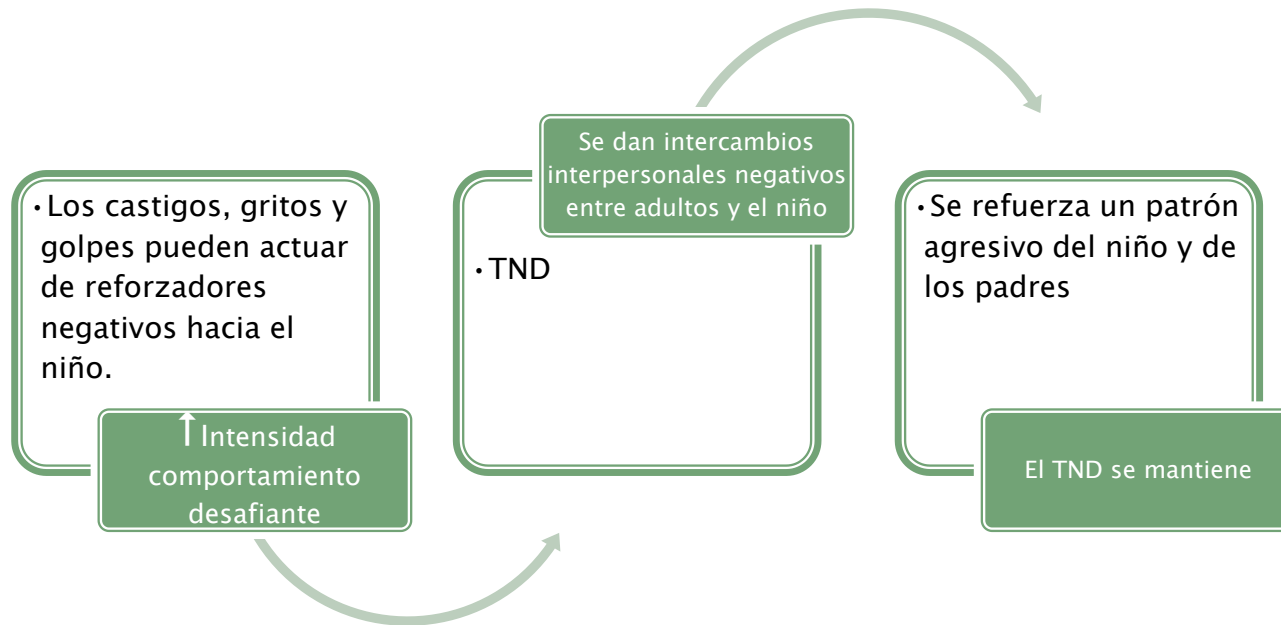 ·Los castigos, gritos y
golpes pueden actuar
de reforzadores
negativos hacia el
niño.
↑Intensidad
comportamiento
desafiante
Se dan intercambios
interpersonales negativos
entre adultos y el niño
·TND
·Se refuerza un patrón
agresivo del niño y de
los padres
El TND se mantiene